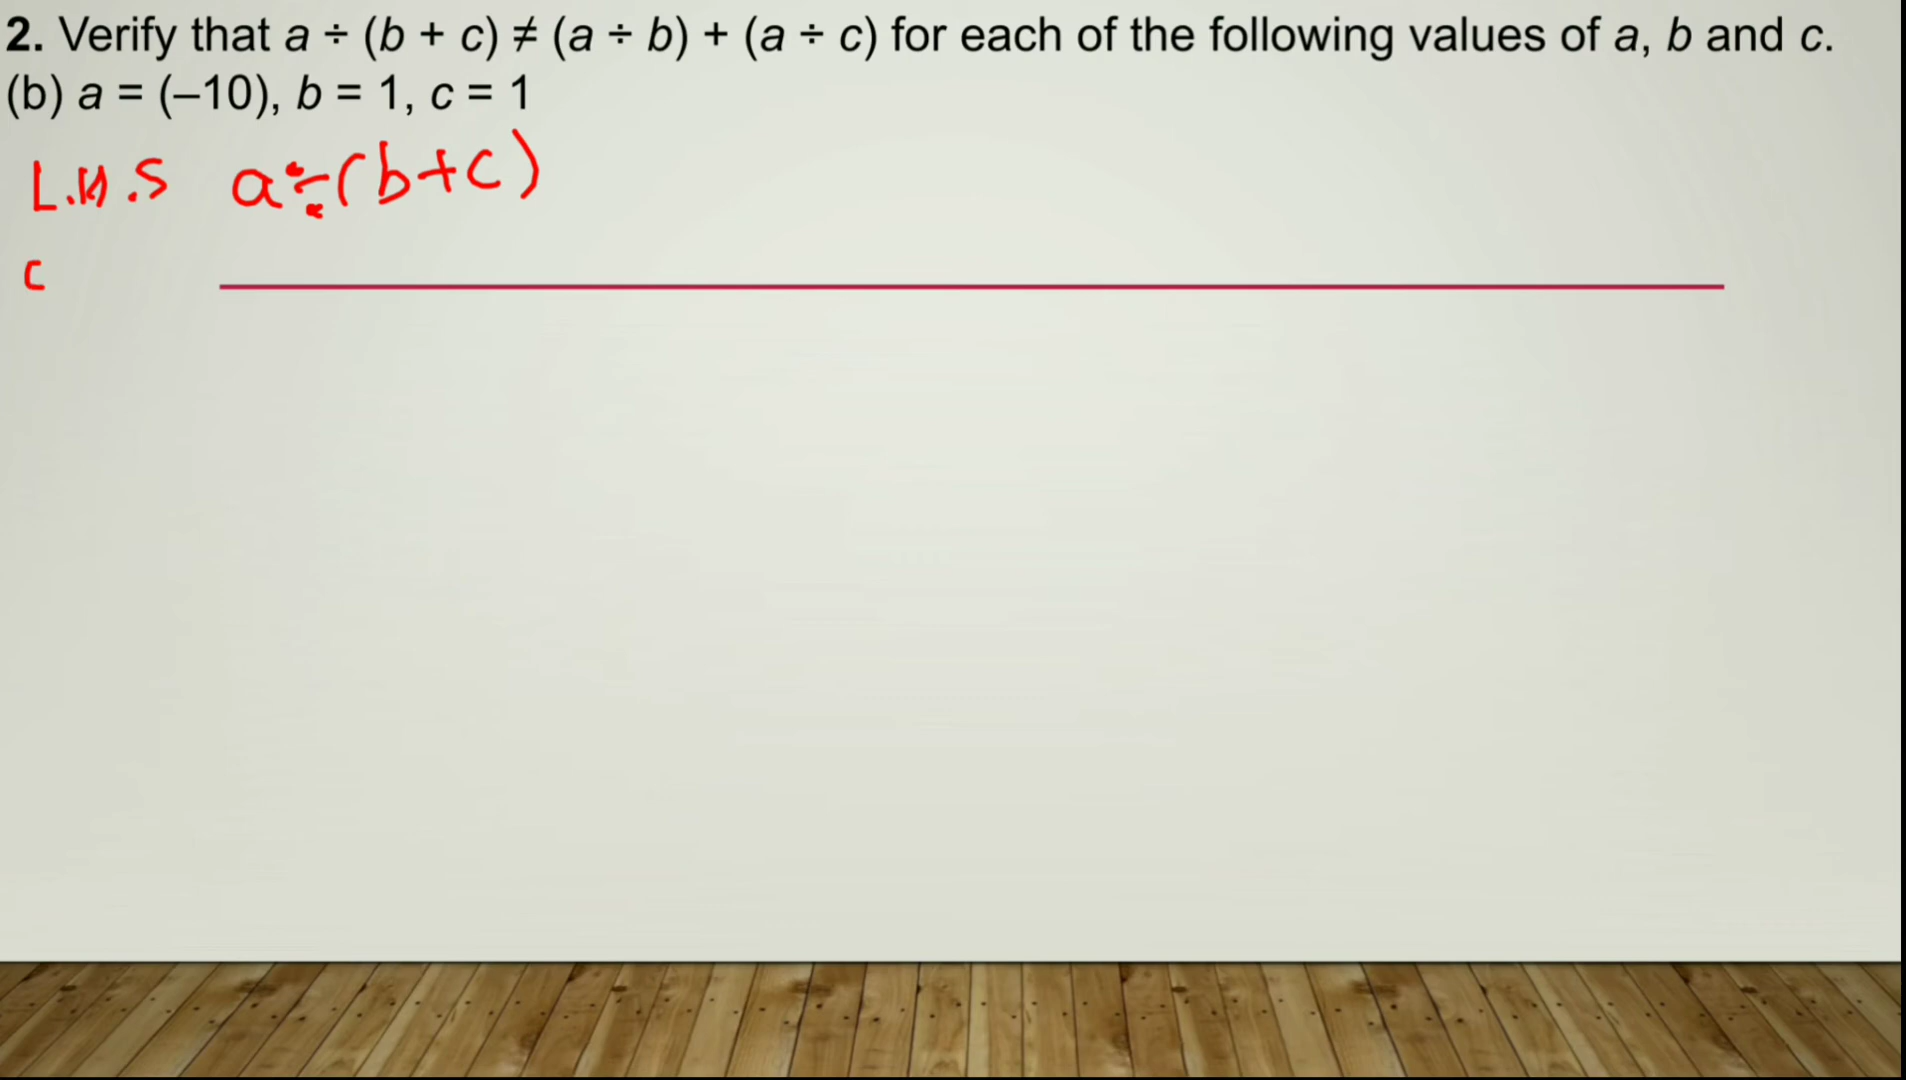 2. Verify that a ÷ (b + c) ≠ (a ÷ b) + (a ÷ c) for each of the following values of a, b and c.
(b) a = (–10), b = 1, c = 1
L.H.S a÷(b+c)
c